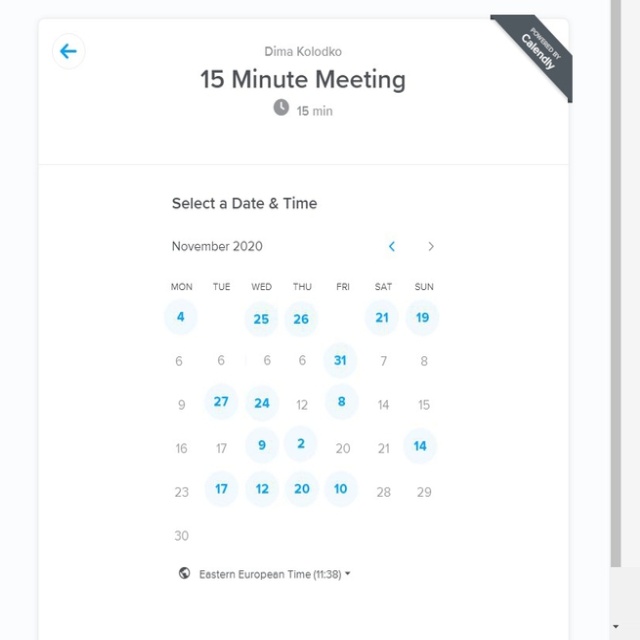 Dima Kolodko
POWERED BY
Calendly
15 Minute Meeting
15 min
Select a Date & Time
November 2020
MON TUE WED THU FRI SAT SUN
4 25 26 21 19
6 6 6 6 31 7 8
9 27 24 12 8 14 15
16 17 9 2 20 21 14
23 17 12 20 10 28 29
30
Eastern European Time (11:38)